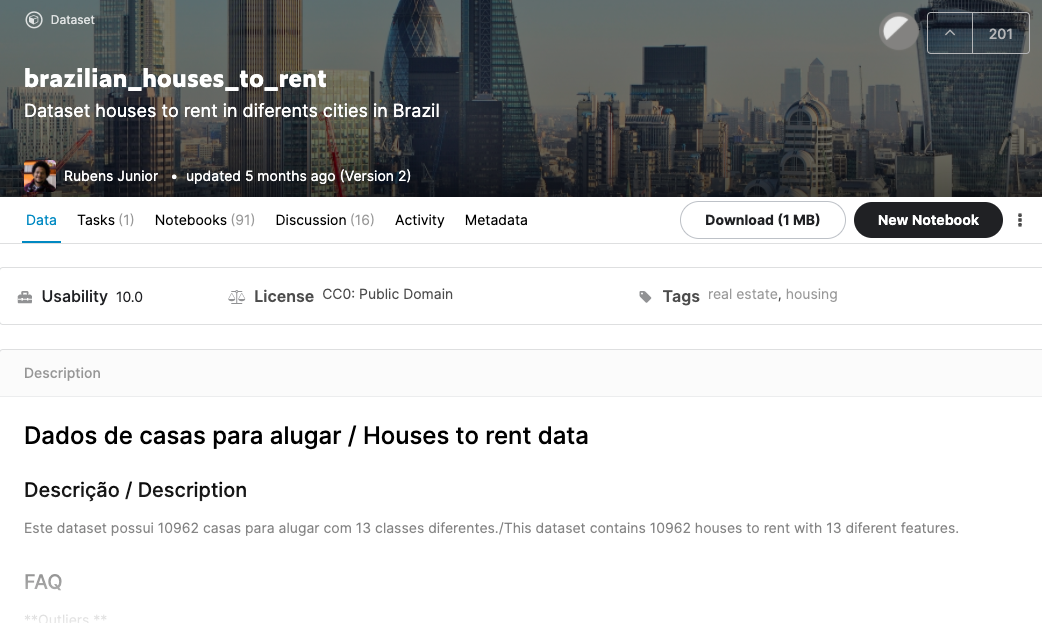 Dataset
201
brazilian_houses_to_rent
Dataset houses to rent in diferents cities in Brazil
Rubens Junior • updated 5 months ago (Version 2)
Data Tasks (1) Notebooks (91) Discussion (16) Activity Metadata Download (1 MB) New Notebook
Usability 10.0 License CC0: Public Domain Tags real estate, housing
Description
Dados de casas para alugar / Houses to rent data
Descrição / Description
Este dataset possui 10962 casas para alugar com 13 classes diferentes./This dataset contains 10962 houses to rent with 13 diferent features.
FAQ
**Outliers **